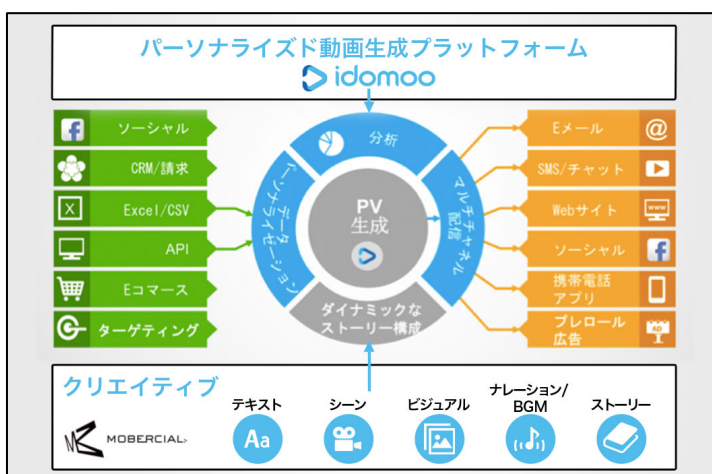 パーソナライズド動画生成プラットフォーム
idomoo
ソーシャル
CRM/請求
Excel/CSV
API
Eコマース
ターゲティング
分析
データ
パーソナライゼーション
PV
生成
マルチチャネル
配信
ダイナミックな
ストーリー構成
Eメール
@
SMS/チャット
Webサイト
www
ソーシャル
携帯電話
アプリ
プレロール
広告
AD
クリエイティブ
MOBERCIAL
テキスト
Aa
シーン
ビジュアル
ナレーション/
BGM
ストーリー